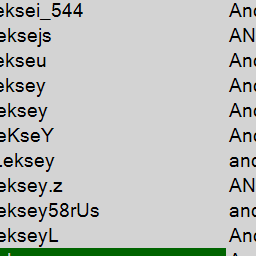 eksei_544 And
eksejs AN
ekseu And
eksey And
eksey And
eKseY And
.eksey and
eksey.z AN
eksey58rUs and
ekseyL And